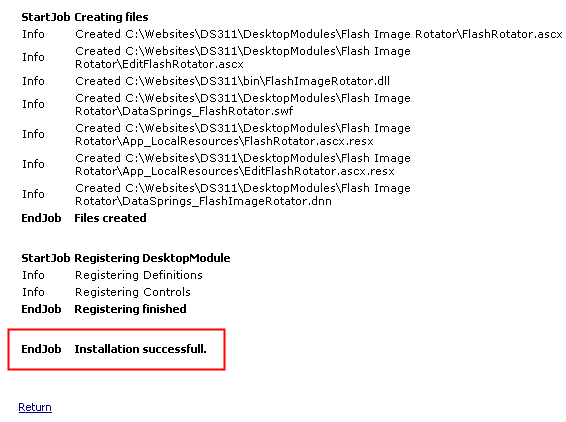 StartJob Creating files
Info Created C:\Websites\DS311\DesktopModules\Flash Image Rotator\FlashRotator.ascx
Info Created C:\Websites\DS311\DesktopModules\Flash Image
Rotator\EditFlashRotator.ascx
Info Created C:\Websites\DS311\bin\FlashImageRotator.dll
Info Created C:\Websites\DS311\DesktopModules\Flash Image
Rotator\DataSprings_FlashRotator.swf
Info Created C:\Websites\DS311\DesktopModules\Flash Image
Rotator\App_LocalResources\FlashRotator.ascx.resx
Info Created C:\Websites\DS311\DesktopModules\Flash Image
Rotator\App_LocalResources\EditFlashRotator.ascx.resx
Info Created C:\Websites\DS311\DesktopModules\Flash Image
Rotator\DataSprings_FlashImageRotator.dnn
EndJob Files created
StartJob Registering DesktopModule
Info Registering Definitions
Info Registering Controls
EndJob Registering finished
EndJob Installation successfull.
Return